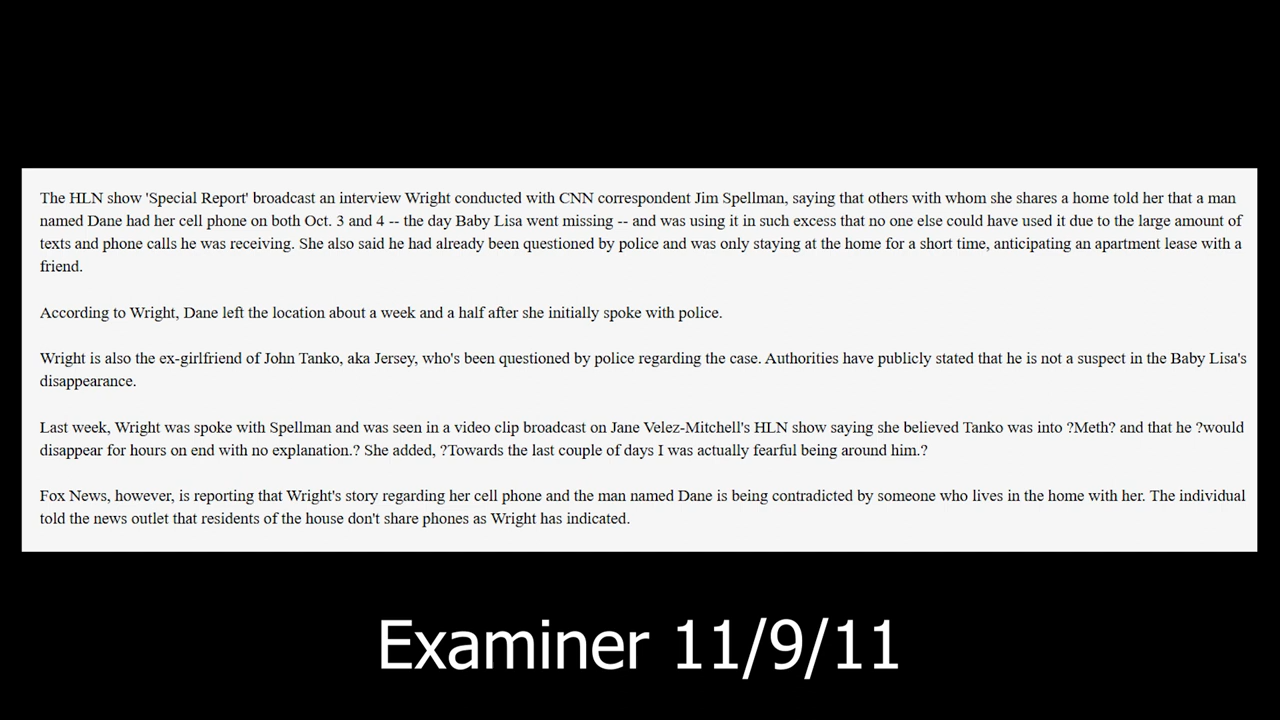 The HLN show 'Special Report' broadcast an interview Wright conducted with CNN correspondent Jim Spellman, saying that others with whom she shares a home told her that a man
named Dane had her cell phone on both Oct. 3 and 4 -- the day Baby Lisa went missing -- and was using it in such excess that no one else could have used it due to the large amount of
texts and phone calls he was receiving. She also said he had already been questioned by police and was only staying at the home for a short time, anticipating an apartment lease with a
friend.
According to Wright, Dane left the location about a week and a half after she initially spoke with police.
Wright is also the ex-girlfriend of John Tanko, aka Jersey, who's been questioned by police regarding the case. Authorities have publicly stated that he is not a suspect in the Baby Lisa's
disappearance.
Last week, Wright was spoke with Spellman and was seen in a video clip broadcast on Jane Velez-Mitchell's HLN show saying she believed Tanko was into ?Meth? and that he ?would
disappear for hours on end with no explanation.? She added, ?Towards the last couple of days I was actually fearful being around him.?
Fox News, however, is reporting that Wright's story regarding her cell phone and the man named Dane is being contradicted by someone who lives in the home with her. The individual
told the news outlet that residents of the house don't share phones as Wright has indicated.
Examiner 11/9/11